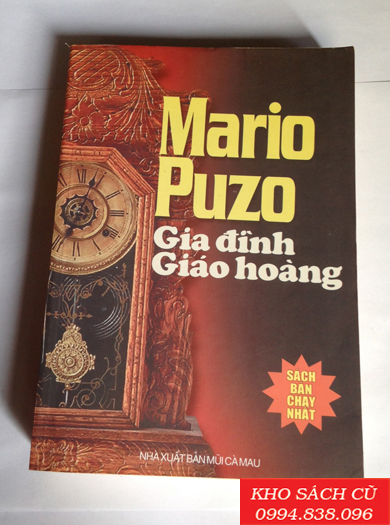 Mario
Puzo
Gia đình
Giáo hoàng
SÁCH
BÁN
CHẠY
NHẤT
NHÀ XUẤT BẢN MŨI CÀ MAU
KHO SÁCH CŨ
0994.838.096